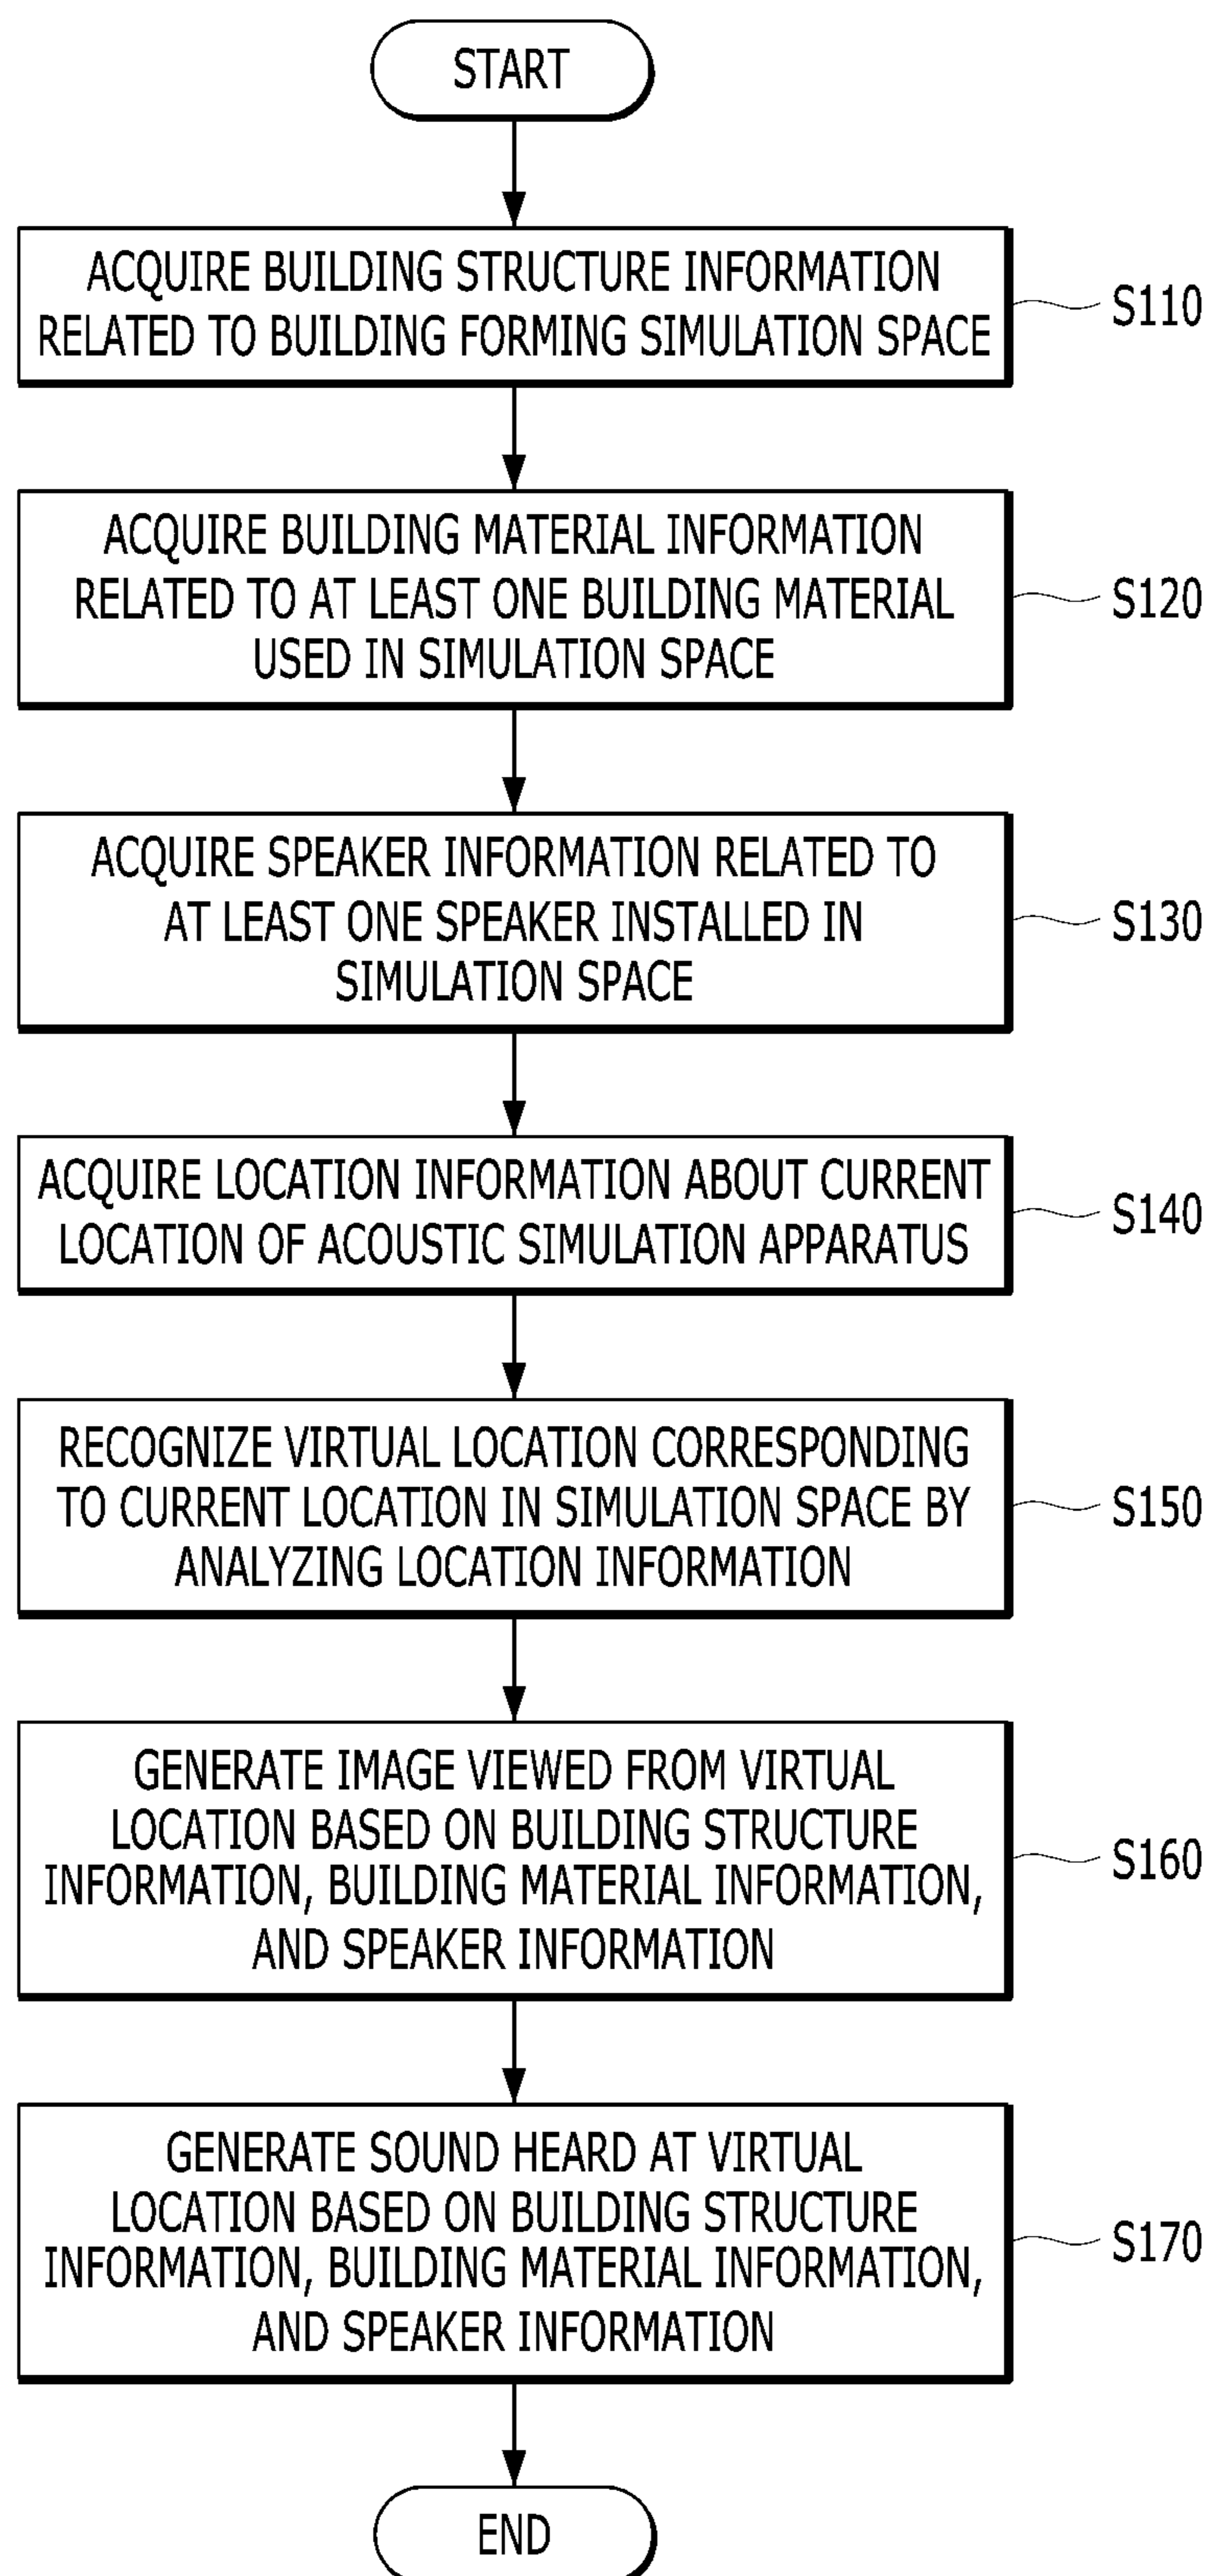 START
ACQUIRE BUILDING STRUCTURE INFORMATION
RELATED TO BUILDING FORMING SIMULATION SPACE
S110
ACQUIRE BUILDING MATERIAL INFORMATION
RELATED TO AT LEAST ONE BUILDING MATERIAL
USED IN SIMULATION SPACE
S120
ACQUIRE SPEAKER INFORMATION RELATED TO
AT LEAST ONE SPEAKER INSTALLED IN
SIMULATION SPACE
S130
ACQUIRE LOCATION INFORMATION ABOUT CURRENT
LOCATION OF ACOUSTIC SIMULATION APPARATUS
S140
RECOGNIZE VIRTUAL LOCATION CORRESPONDING
TO CURRENT LOCATION IN SIMULATION SPACE BY
ANALYZING LOCATION INFORMATION
S150
GENERATE IMAGE VIEWED FROM VIRTUAL
LOCATION BASED ON BUILDING STRUCTURE
INFORMATION, BUILDING MATERIAL INFORMATION,
AND SPEAKER INFORMATION
S160
GENERATE SOUND HEARD AT VIRTUAL
LOCATION BASED ON BUILDING STRUCTURE
INFORMATION, BUILDING MATERIAL INFORMATION,
AND SPEAKER INFORMATION
S170
END